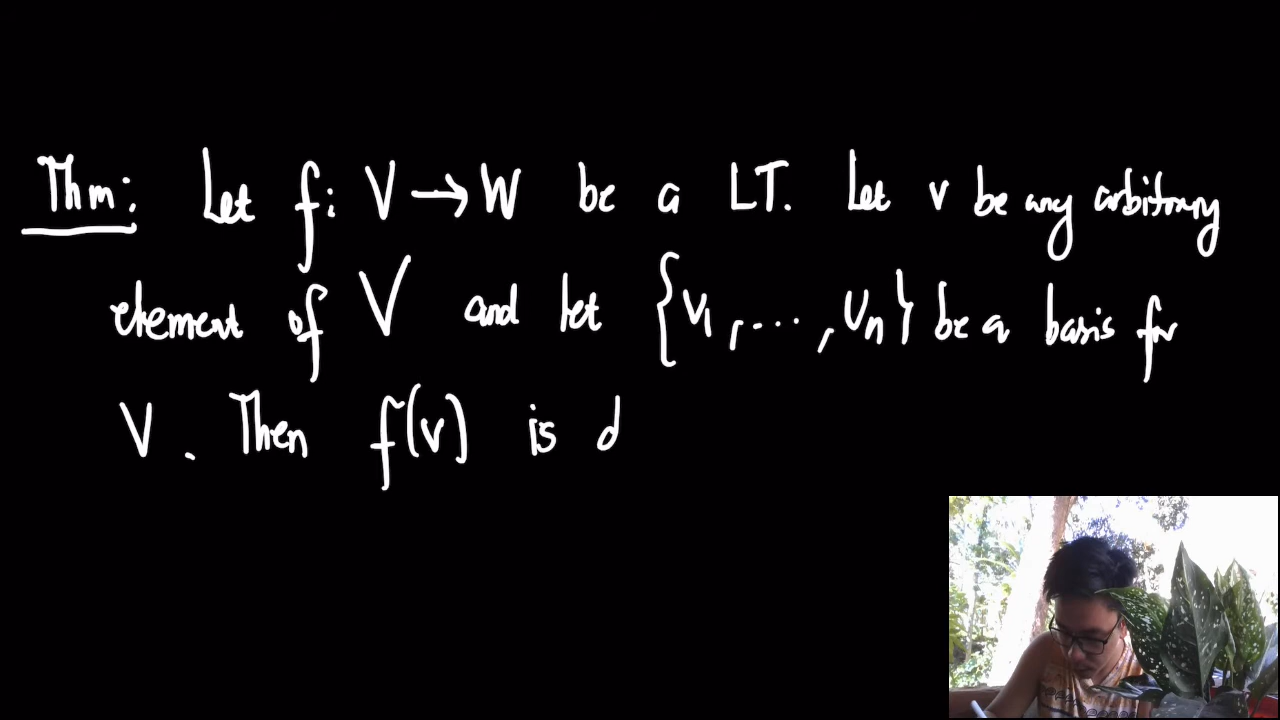 Thm: Let f: V → W be a LT. Let v be any arbitrary
element of V and let {v₁, ..., vₙ} be a basis for
V. Then f(v) is d